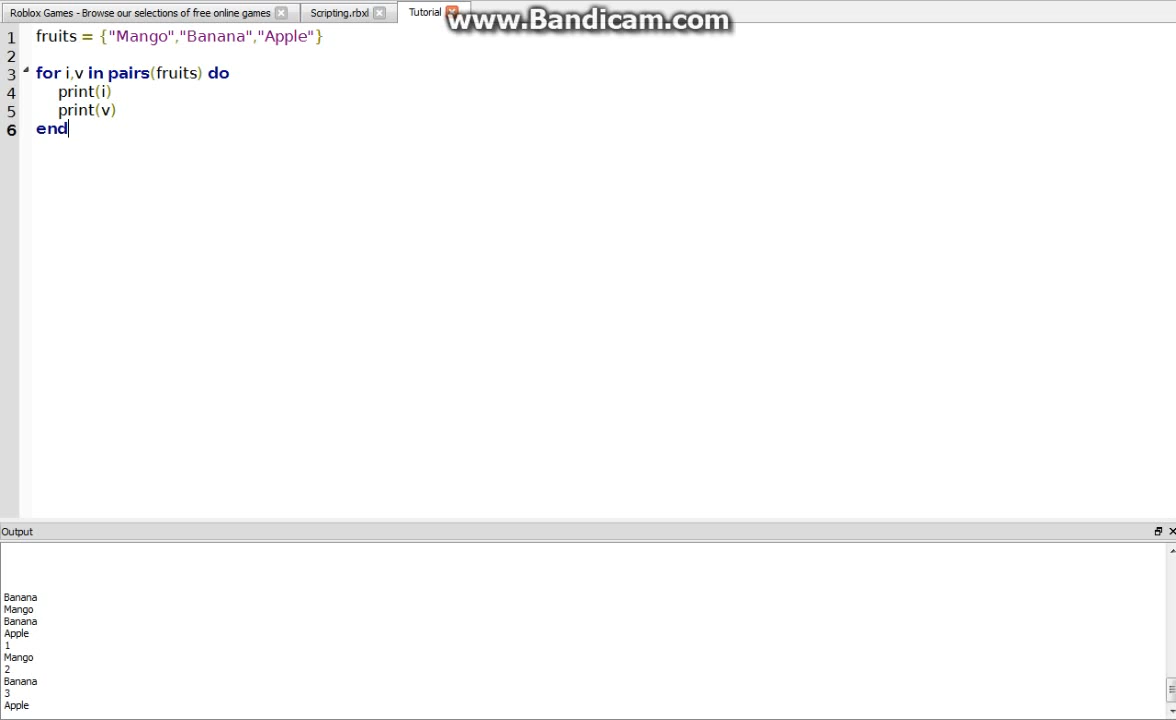 Roblox Games - Browse our selections of free online games
Scripting.rbxl
Tutorial
www.Bandicam.com
1 fruits = {"Mango","Banana","Apple"}
2
3 for i,v in pairs(fruits) do
4 print(i)
5 print(v)
6 end
Output
Banana
Mango
Banana
Apple
1
Mango
2
Banana
3
Apple